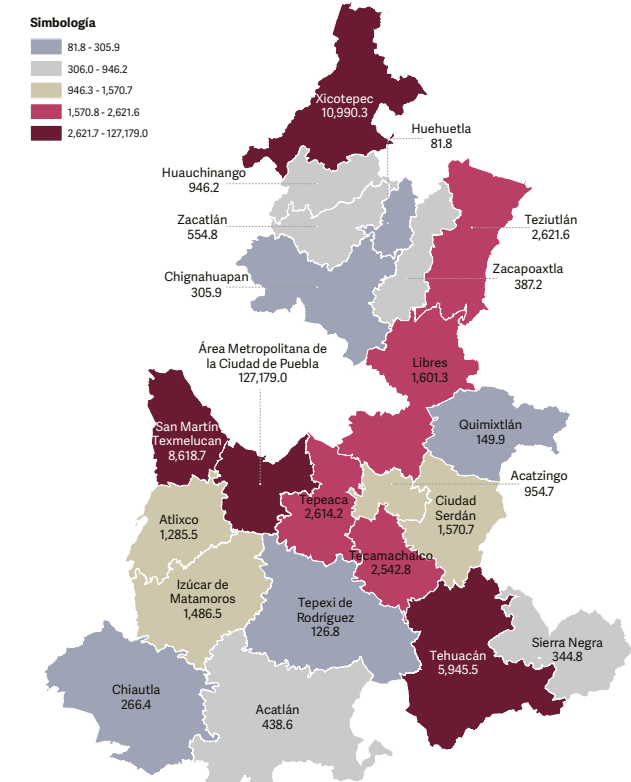 Simbología
81.8 - 305.9
306.0 - 946.2
946.3 - 1,570.7
1,570.8 - 2,621.6
2,621.7 - 127,179.0
Xicotepec
10,990.3
Huehuetla
81.8
Huauchinango
946.2
Zacatlán
554.8
Teziutlán
2,621.6
Chignahuapan
305.9
Zacapoaxtla
387.2
Área Metropolitana de
la Ciudad de Puebla
127,179.0
Libres
1,601.3
San Martín
Texmelucan
8,618.7
Quimixtlán
149.9
Acatzingo
954.7
Tepeaca
2,614.2
Ciudad
Serdán
1,570.7
Atlixco
1,285.5
Tecamachalco
2,542.8
Izúcar de
Matamoros
1,486.5
Tepexi de
Rodríguez
126.8
Sierra Negra
344.8
Tehuacán
5,945.5
Chiautla
266.4
Acatlán
438.6